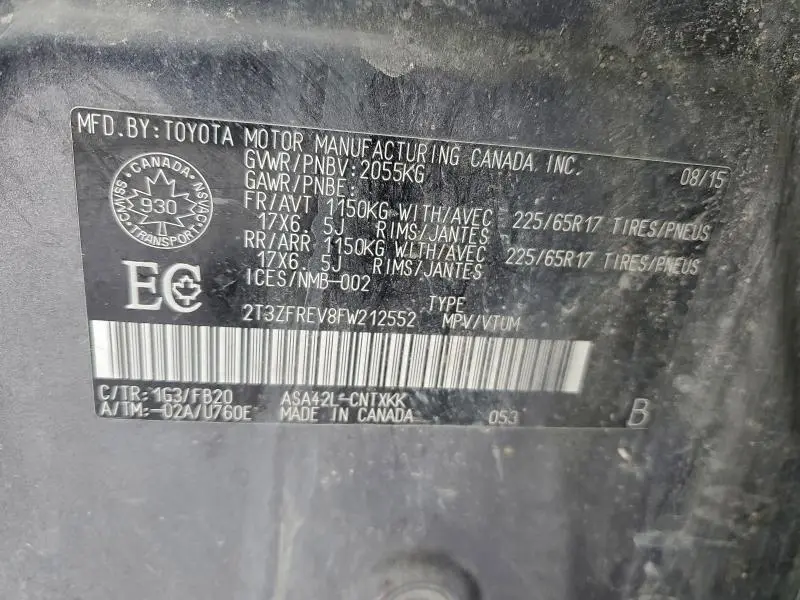 MFD.BY: TOYOTA MOTOR MANUFACTURING CANADA, INC. 08/15
GVWR/PNBV: 2055KG
GAWR/PNBE:
FR/AVT 1150KG WITH/AVEC 225/65R17 TIRES/PNEUS
17X6. 5J RIMS/JANTES
RR/ARR 1150KG WITH/AVEC 225/65R17 TIRES/PNEUS
17X6. 5J RIMS/JANTES
ICES/NMB-002
CANADA
CMVSS
NSVAC
930
TRANSPORT
EC
TYPE
2T3ZFREV8FW212552 MPV/VTUM
C/TR: 1G3/FB20 ASA42L-CNTXKK
A/TM: -02A/U760E MADE IN CANADA 053 B